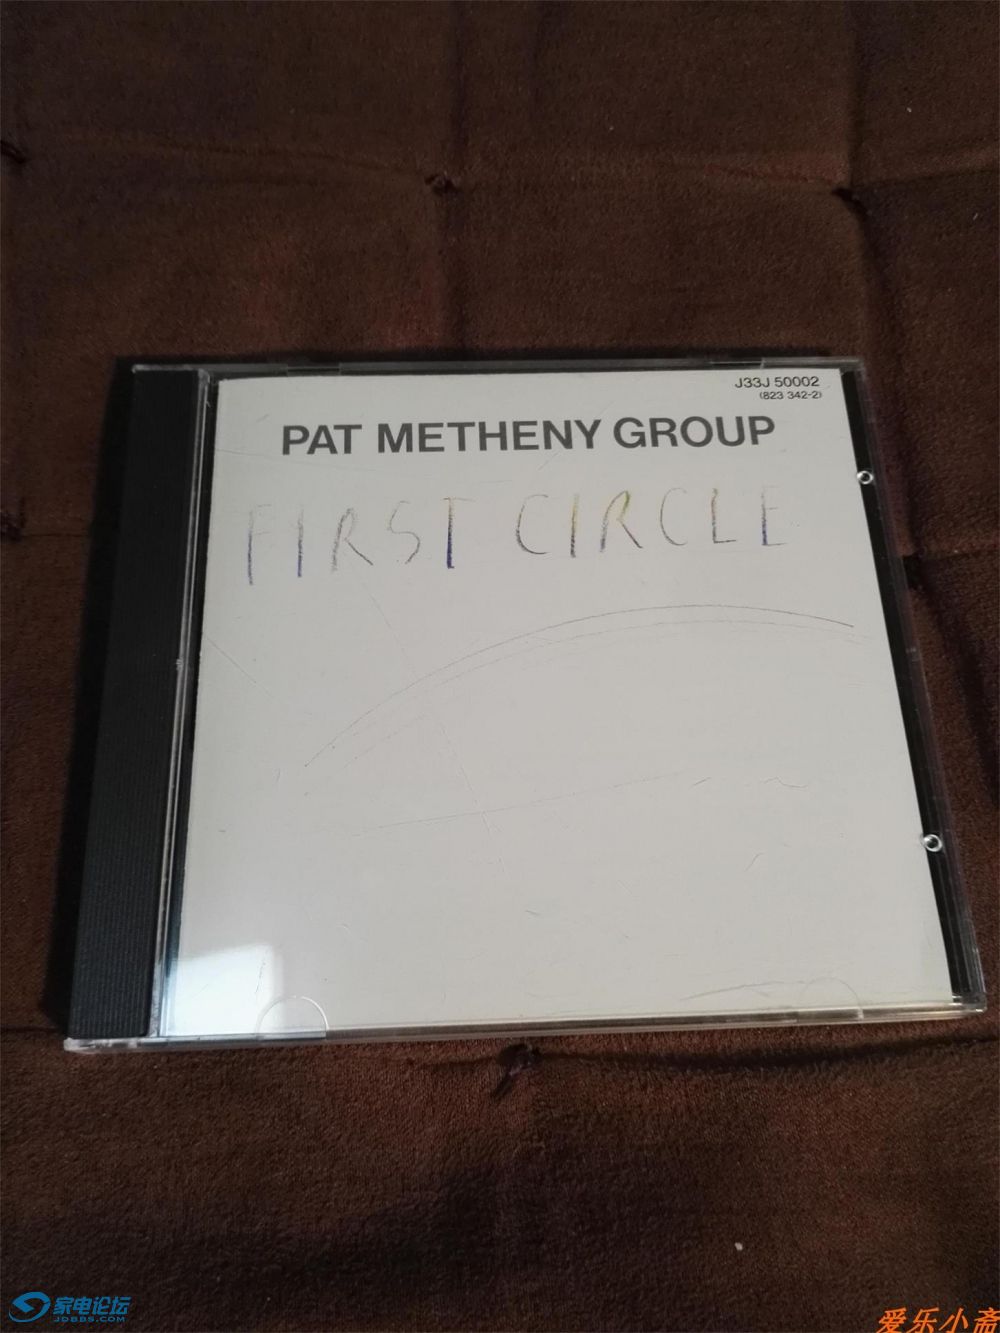 J33J 50002
(823 342-2)
PAT METHENY GROUP
FIRST CIRCLE
家电论坛
JDBBS.COM
爱乐小斋